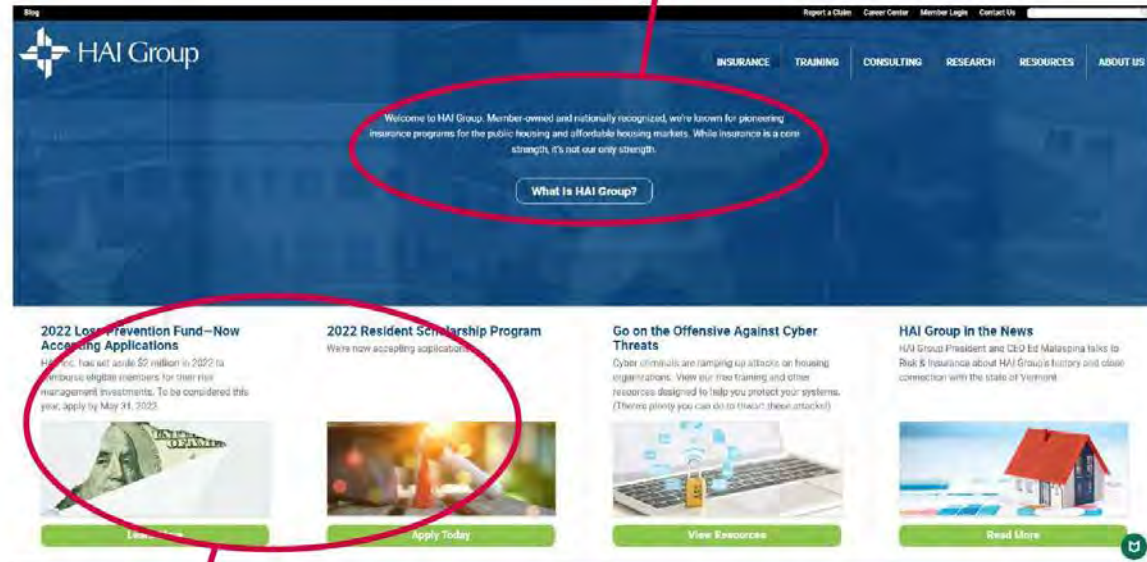 Blog Report a Claim Career Center Member Login Contact Us
HAI Group
INSURANCE TRAINING CONSULTING RESEARCH RESOURCES ABOUT US
Welcome to HAI Group. Member-owned and nationally recognized, we're known for pioneering
insurance programs for the public housing and affordable housing markets. While insurance is a core
strength, it's not our only strength.
What Is HAI Group?
2022 Loss Prevention Fund—Now
Accepting Applications
HAI, Inc. has set aside $2 million in 2022 to
reimburse eligible members for their risk
management investments. To be considered this
year, apply by May 31, 2022.
Learn More
2022 Resident Scholarship Program
We're now accepting applications.
Apply Today
Go on the Offensive Against Cyber
Threats
Cyber criminals are ramping up attacks on housing
organizations. View our free training and other
resources designed to help you protect your systems.
(There's plenty you can do to thwart these attacks!)
View Resources
HAI Group in the News
HAI Group President and CEO Ed Malaspina talks to
Risk & Insurance about HAI Group's history and close
connection with the state of Vermont.
Read More